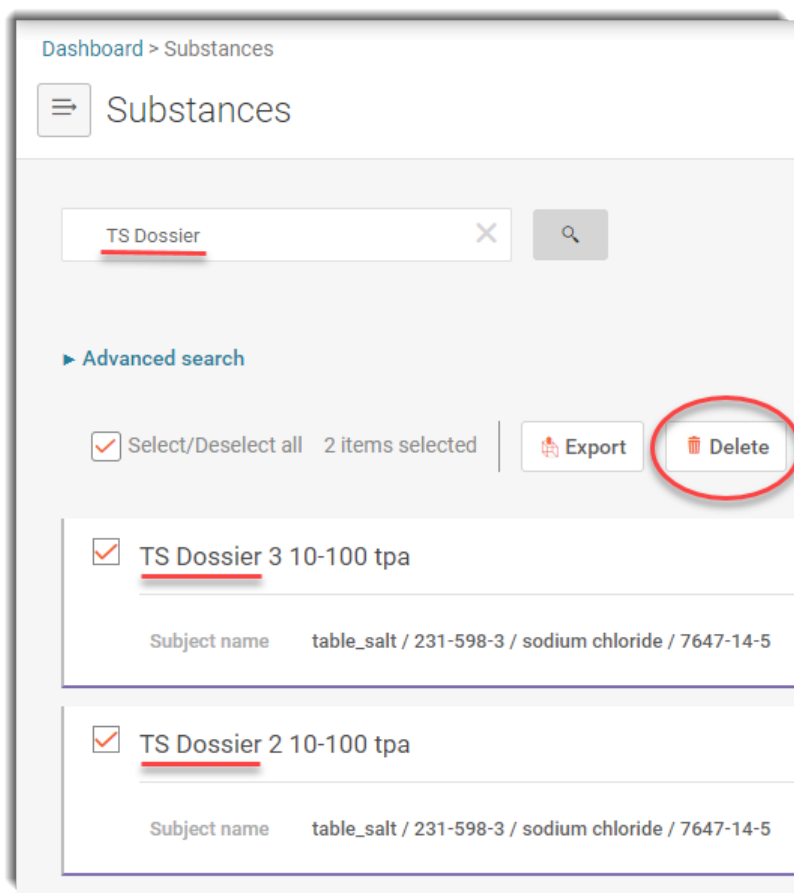 Dashboard > Substances
Substances
TS Dossier
► Advanced search
Select/Deselect all 2 items selected Export Delete
TS Dossier 3 10-100 tpa
Subject name table_salt / 231-598-3 / sodium chloride / 7647-14-5
TS Dossier 2 10-100 tpa
Subject name table_salt / 231-598-3 / sodium chloride / 7647-14-5